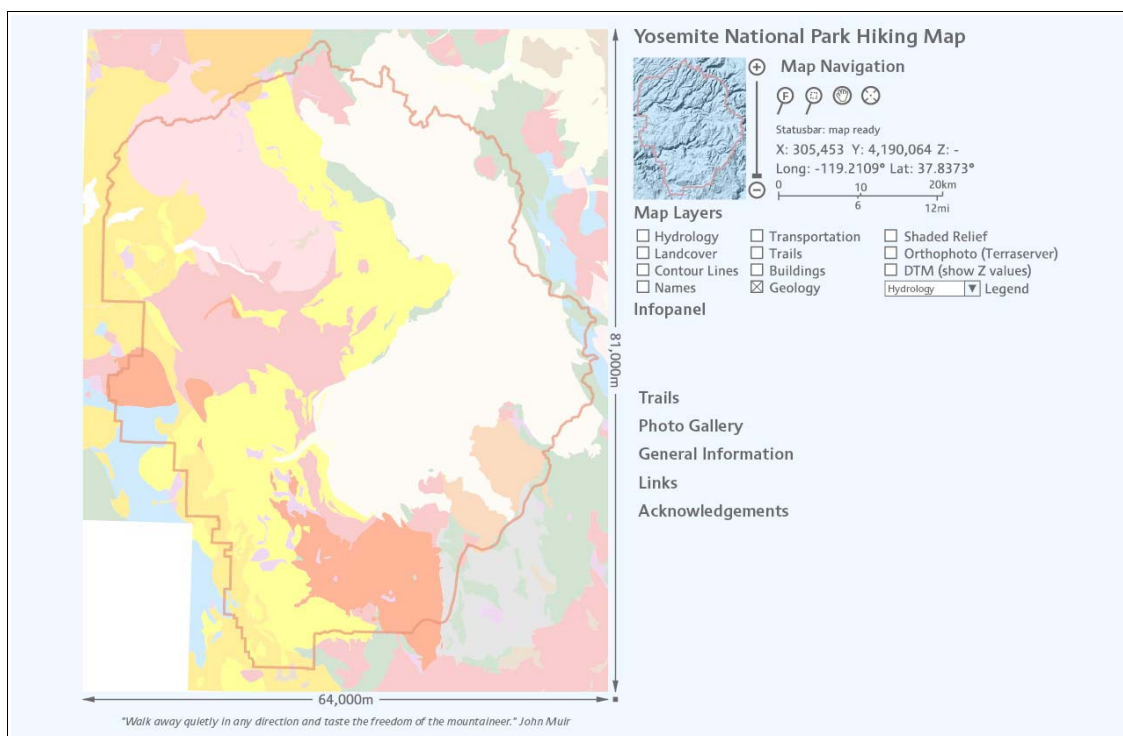 Yosemite National Park Hiking Map
Map Navigation
F
Statusbar: map ready
X: 305,453 Y: 4,190,064 Z: -
Long: -119.2109° Lat: 37.8373°
0 10 20km
6 12mi
Map Layers
Hydrology Transportation Shaded Relief
Landcover Trails Orthophoto (Terraserver)
Contour Lines Buildings DTM (show Z values)
Names Geology Hydrology Legend
Infopanel
81,000m
Trails
Photo Gallery
General Information
Links
Acknowledgements
64,000m
"Walk away quietly in any direction and taste the freedom of the mountaineer." John Muir